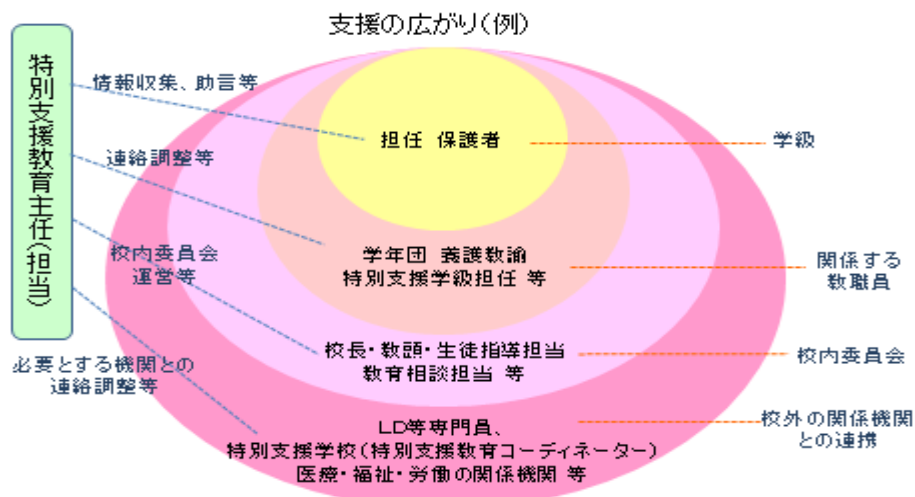 支援の広がり(例)
特別支援教育主任(担当)
情報収集、助言等
連絡調整等
校内委員会
運営等
必要とする機関との
連絡調整等
担任 保護者
学年団 養護教諭
特別支援学級担任 等
校長・教頭・生徒指導担当
教育相談担当 等
LD等専門員、
特別支援学校(特別支援教育コーディネーター)
医療・福祉・労働の関係機関 等
学級
関係する
教職員
校内委員会
校外の関係機関
との連携